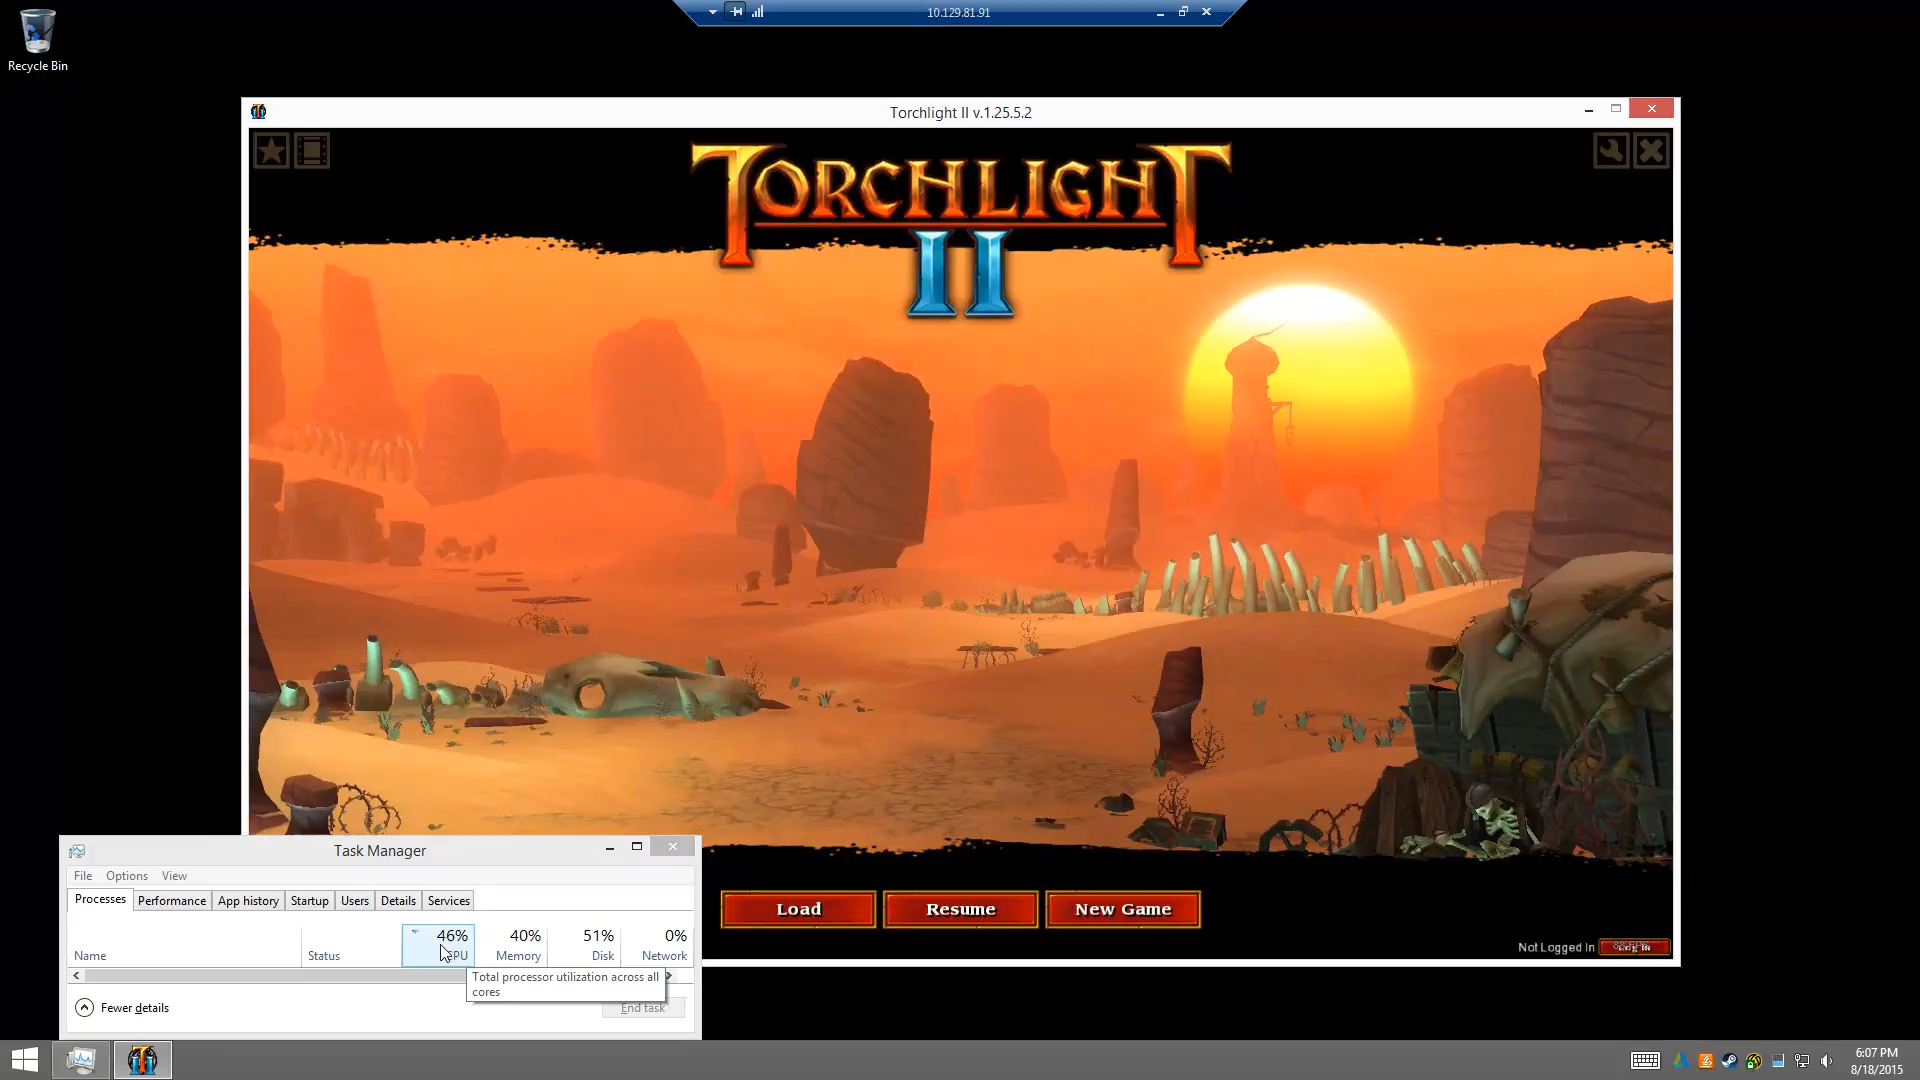 10.129.81.91
Recycle Bin
Torchlight II v.1.25.5.2
TORCHLIGHT
II
Task Manager
File Options View
Processes Performance App history Startup Users Details Services
46% 40% 51% 0%
Name Status CPU Memory Disk Network
Total processor utilization across all
cores
Fewer details
End task
Load Resume New Game
Not Logged In
6:07 PM
8/18/2015